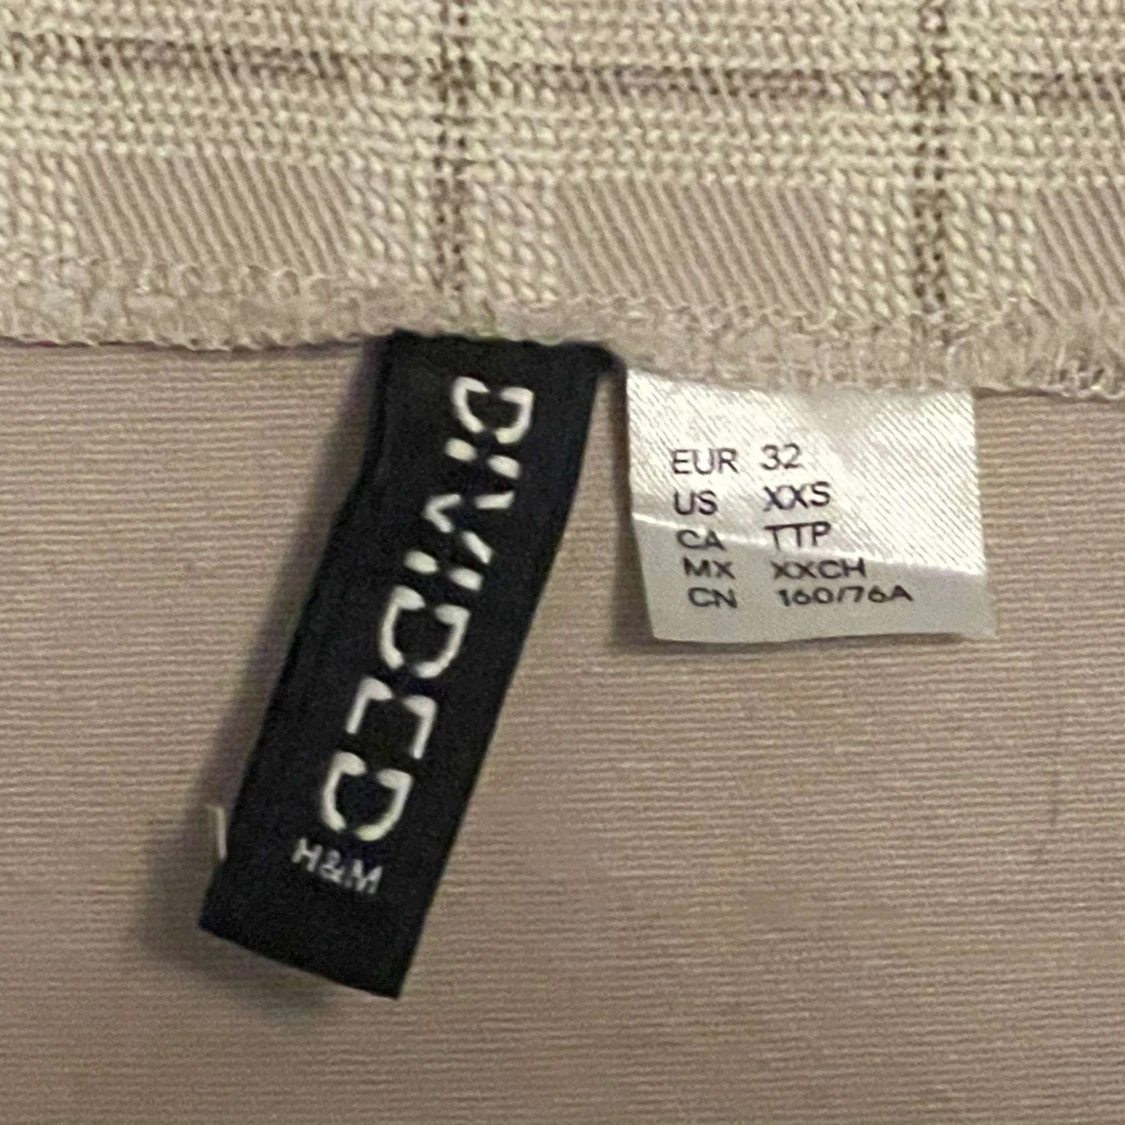 DIVIDED
H&M
EUR 32
US XXS
CA TTP
MX XXCH
CN 160/76A